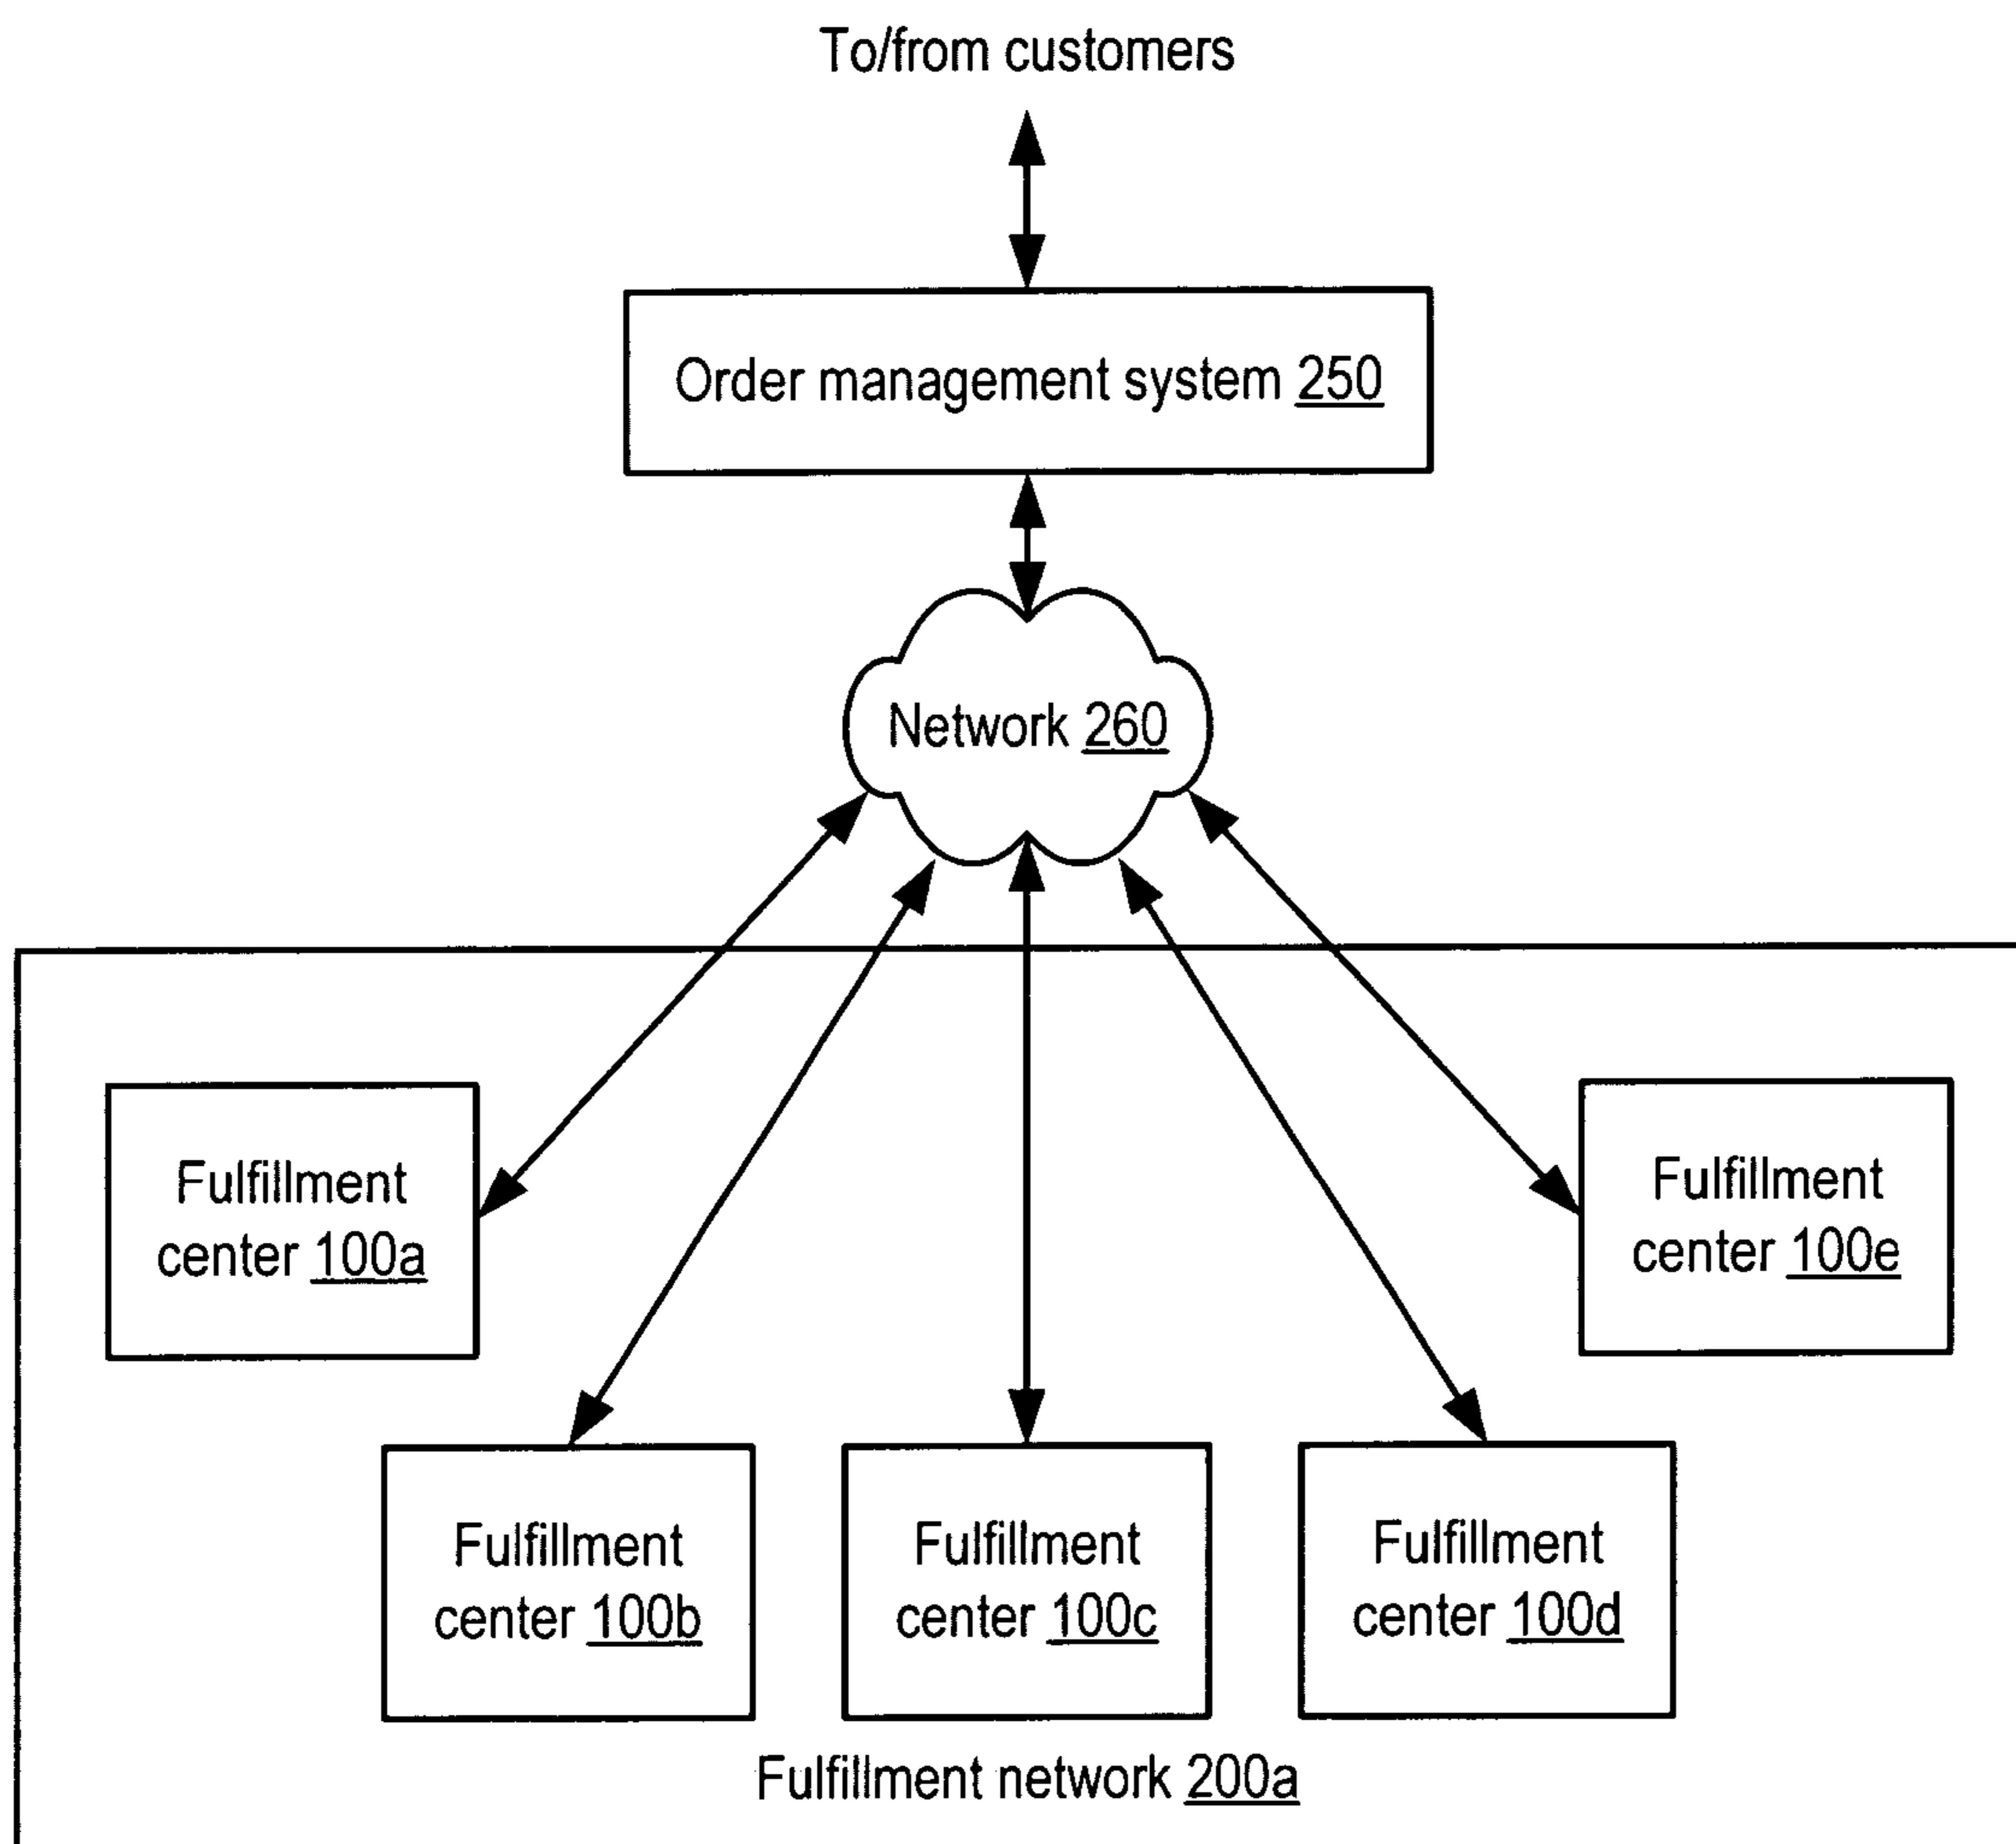 To/from customers
Order management system 250
Network 260
Fulfillment
center 100a
Fulfillment
center 100e
Fulfillment
center 100b
Fulfillment
center 100c
Fulfillment
center 100d
Fulfillment network 200a